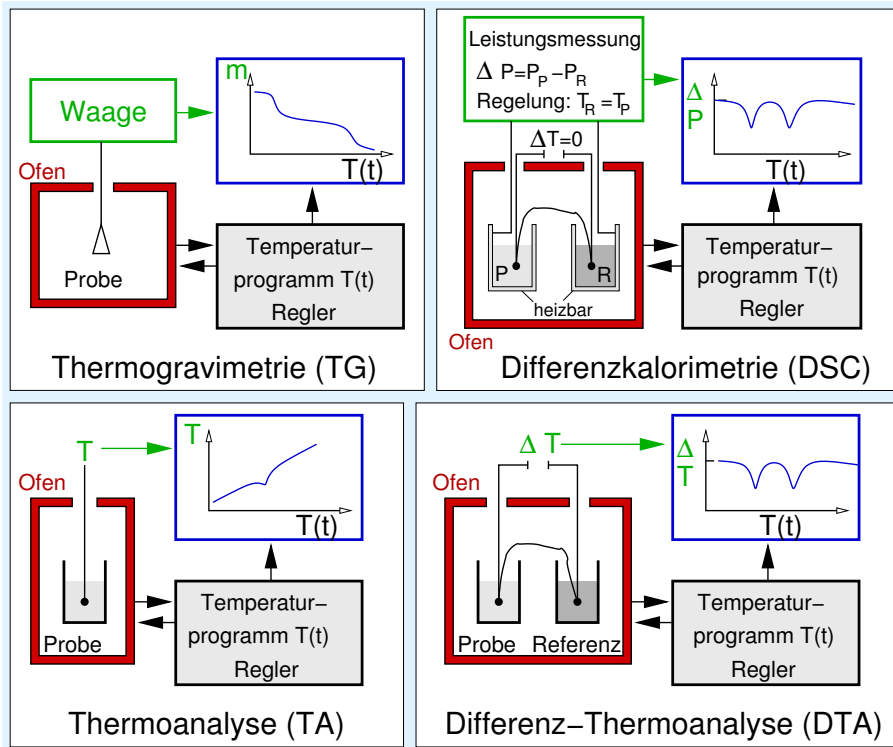 m
Waage
T(t)
Ofen
Probe
Temperatur–
programm T(t)
Regler
Thermogravimetrie (TG)
Leistungsmessung
Δ P=P_P–P_R
Regelung: T_R=T_P
ΔT=0
Δ
P
T(t)
P
R
heizbar
Ofen
Temperatur–
programm T(t)
Regler
Differenzkalorimetrie (DSC)
T
T
T(t)
Ofen
Probe
Temperatur–
programm T(t)
Regler
Thermoanalyse (TA)
Δ T
Δ
T
T(t)
Ofen
Probe Referenz
Temperatur–
programm T(t)
Regler
Differenz–Thermoanalyse (DTA)